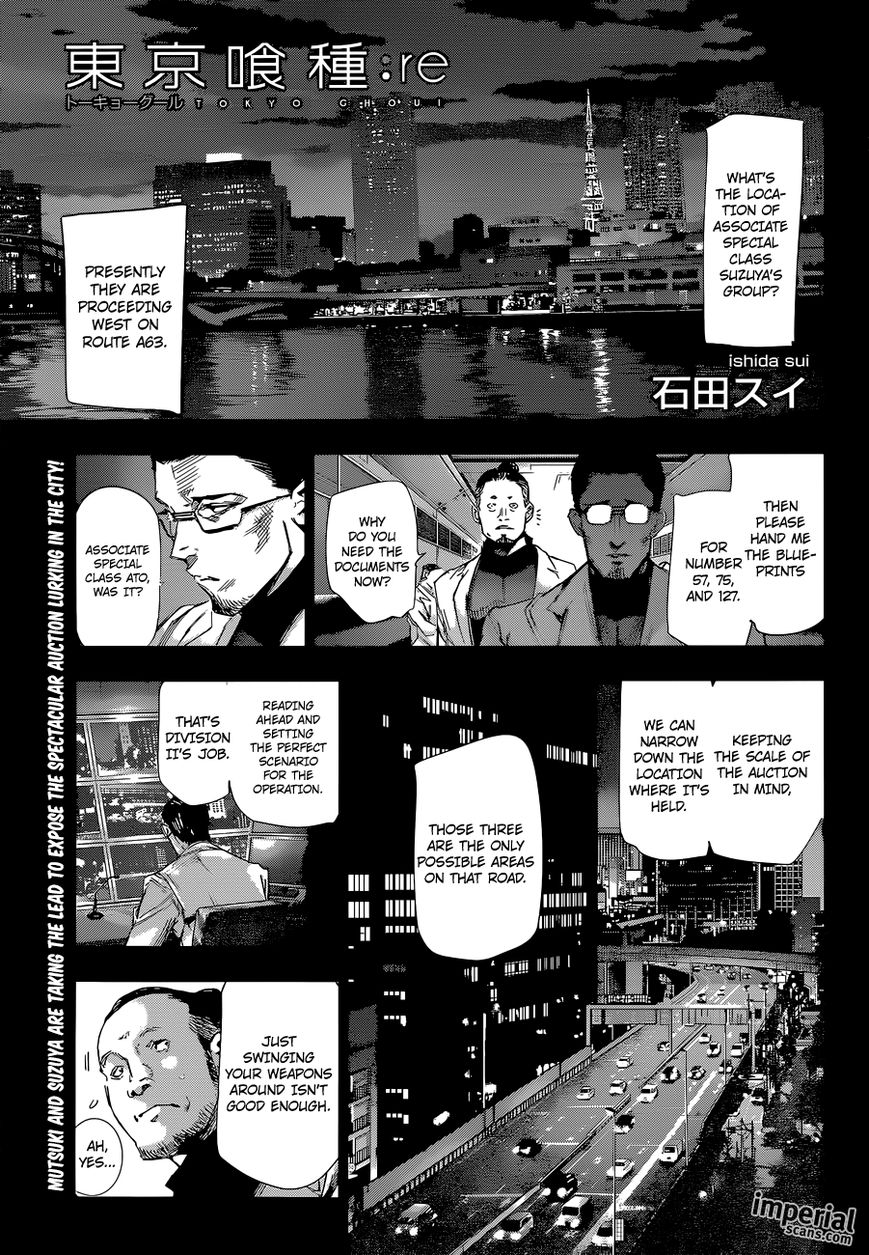 東京喰種:re
トーキョーグール TOKYO GHOUL
WHAT'S
THE LOCA-
TION OF
ASSOCIATE
SPECIAL
CLASS
SUZUYA'S
GROUP?
PRESENTLY
THEY ARE
PROCEEDING
WEST ON
ROUTE A63.
ishida sui
石田スイ
MUTSUKI AND SUZUYA ARE TAKING THE LEAD TO EXPOSE THE SPECTACULAR AUCTION LURKING IN THE CITY!
THEN
PLEASE
HAND ME
THE BLUE-
PRINTS
FOR
NUMBER
57, 75,
AND 127.
WHY
DO YOU
NEED THE
DOCUMENTS
NOW?
ASSOCIATE
SPECIAL
CLASS ATO,
WAS IT?
KEEPING
THE SCALE OF
THE AUCTION
IN MIND,
WE CAN
NARROW
DOWN THE
LOCATION
WHERE IT'S
HELD.
THOSE THREE
ARE THE ONLY
POSSIBLE AREAS
ON THAT ROAD.
READING
AHEAD AND
SETTING
THE PERFECT
SCENARIO
FOR THE
OPERATION.
THAT'S
DIVISION
II'S JOB.
JUST
SWINGING
YOUR WEAPONS
AROUND ISN'T
GOOD ENOUGH.
AH,
YES...
imperial
scans.com